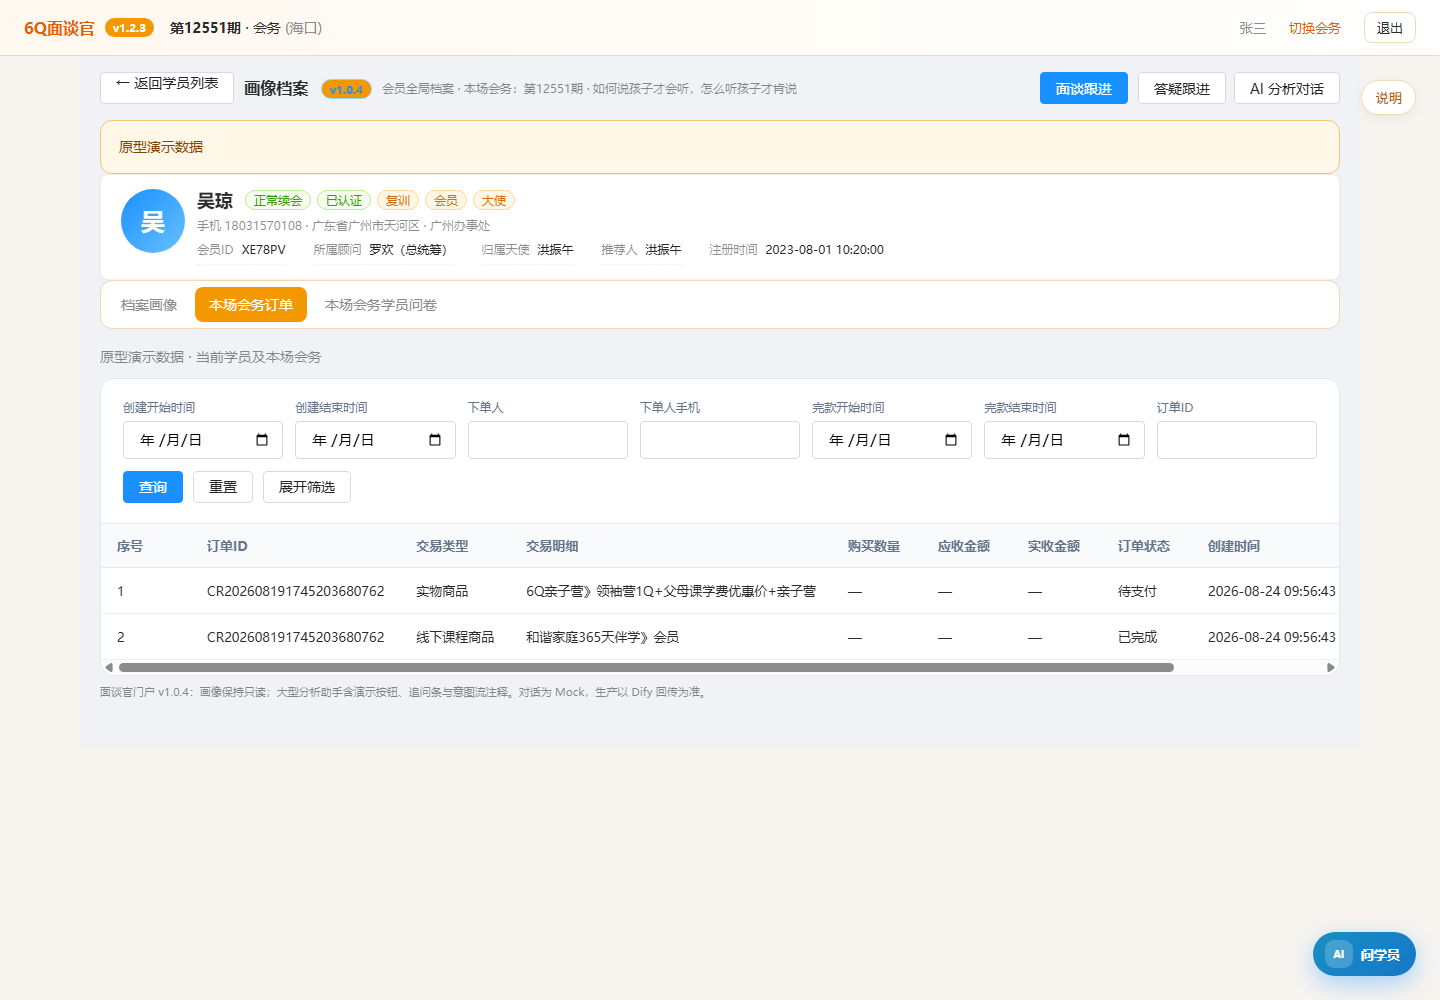 6Q面谈官 v1.2.3 第12551期 · 会务 (海口) 张三 切换会务 退出
← 返回学员列表 画像档案 v1.0.4 会员全局档案 · 本场会务：第12551期 · 如何说孩子才会听，怎么听孩子才肯说 面谈跟进 答疑跟进 AI 分析对话
说明
原型演示数据
吴 吴琼 正常续会 已认证 复训 会员 大使
手机 18031570108 · 广东省广州市天河区 · 广州办事处
会员ID XE78PV 所属顾问 罗欢（总统筹） 归属天使 洪振午 推荐人 洪振午 注册时间 2023-08-01 10:20:00
档案画像 本场会务订单 本场会务学员问卷
原型演示数据 · 当前学员及本场会务
创建开始时间 创建结束时间 下单人 下单人手机 完款开始时间 完款结束时间 订单ID
年 /月/日 年 /月/日 年 /月/日 年 /月/日
查询 重置 展开筛选
序号 订单ID 交易类型 交易明细 购买数量 应收金额 实收金额 订单状态 创建时间
1 CR202608191745203680762 实物商品 6Q亲子营》领袖营1Q+父母课学费优惠价+亲子营 — — — 待支付 2026-08-24 09:56:43
2 CR202608191745203680762 线下课程商品 和谐家庭365天伴学》会员 — — — 已完成 2026-08-24 09:56:43
面谈官门户 v1.0.4：画像保持只读；大型分析助手含演示按钮、追问条与意图流注释。对话为 Mock，生产以 Dify 回传为准。
AI 问学员